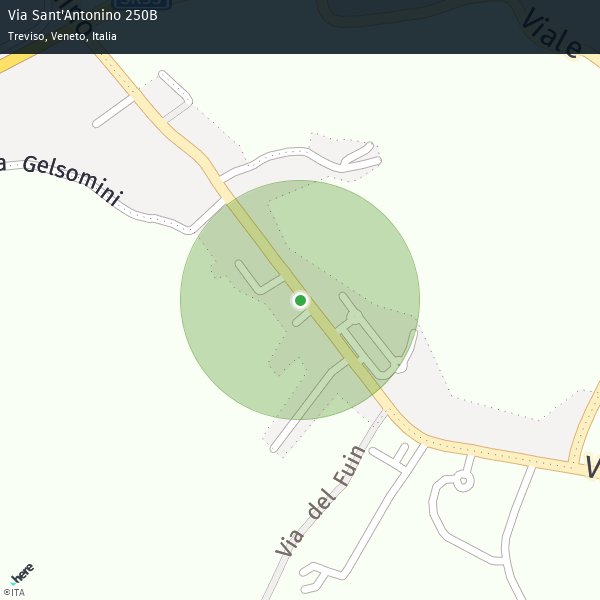 Via Sant'Antonino 250B
Treviso, Veneto, Italia
Viale
Gelsomini
Via del Fuin
V
here
©ITA